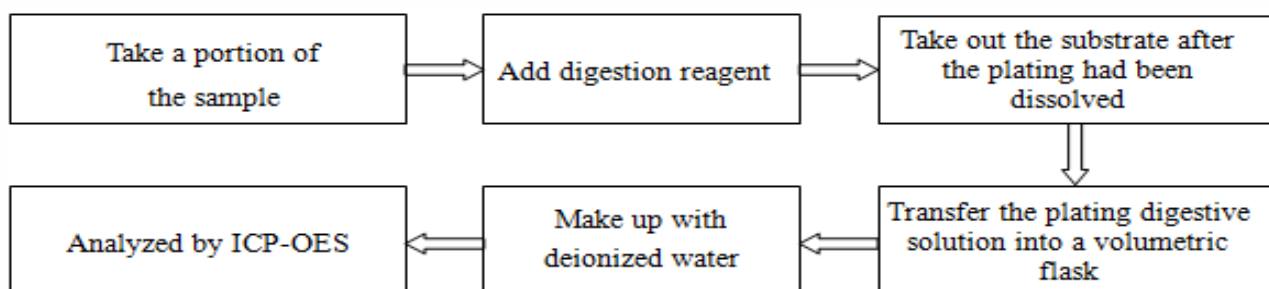 Take a portion of
the sample
Add digestion reagent
Take out the substrate after
the plating had been
dissolved
Transfer the plating digestive
solution into a volumetric
flask
Make up with
deionized water
Analyzed by ICP-OES